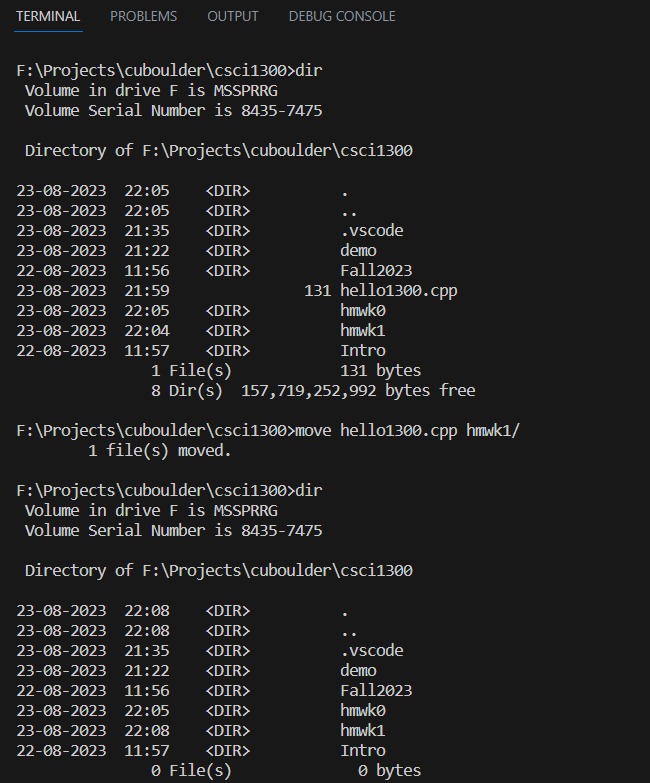 TERMINAL PROBLEMS OUTPUT DEBUG CONSOLE
F:\Projects\cuboulder\csci1300>dir
 Volume in drive F is MSSPRRG
 Volume Serial Number is 8435-7475
 Directory of F:\Projects\cuboulder\csci1300
23-08-2023  22:05    <DIR>          .
23-08-2023  22:05    <DIR>          ..
23-08-2023  21:35    <DIR>          .vscode
23-08-2023  21:22    <DIR>          demo
22-08-2023  11:56    <DIR>          Fall2023
23-08-2023  21:59               131 hello1300.cpp
23-08-2023  22:05    <DIR>          hmwk0
23-08-2023  22:04    <DIR>          hmwk1
22-08-2023  11:57    <DIR>          Intro
               1 File(s)            131 bytes
               8 Dir(s)  157,719,252,992 bytes free
F:\Projects\cuboulder\csci1300>move hello1300.cpp hmwk1/
        1 file(s) moved.
F:\Projects\cuboulder\csci1300>dir
 Volume in drive F is MSSPRRG
 Volume Serial Number is 8435-7475
 Directory of F:\Projects\cuboulder\csci1300
23-08-2023  22:08    <DIR>          .
23-08-2023  22:08    <DIR>          ..
23-08-2023  21:35    <DIR>          .vscode
23-08-2023  21:22    <DIR>          demo
22-08-2023  11:56    <DIR>          Fall2023
23-08-2023  22:05    <DIR>          hmwk0
23-08-2023  22:08    <DIR>          hmwk1
22-08-2023  11:57    <DIR>          Intro
               0 File(s)              0 bytes